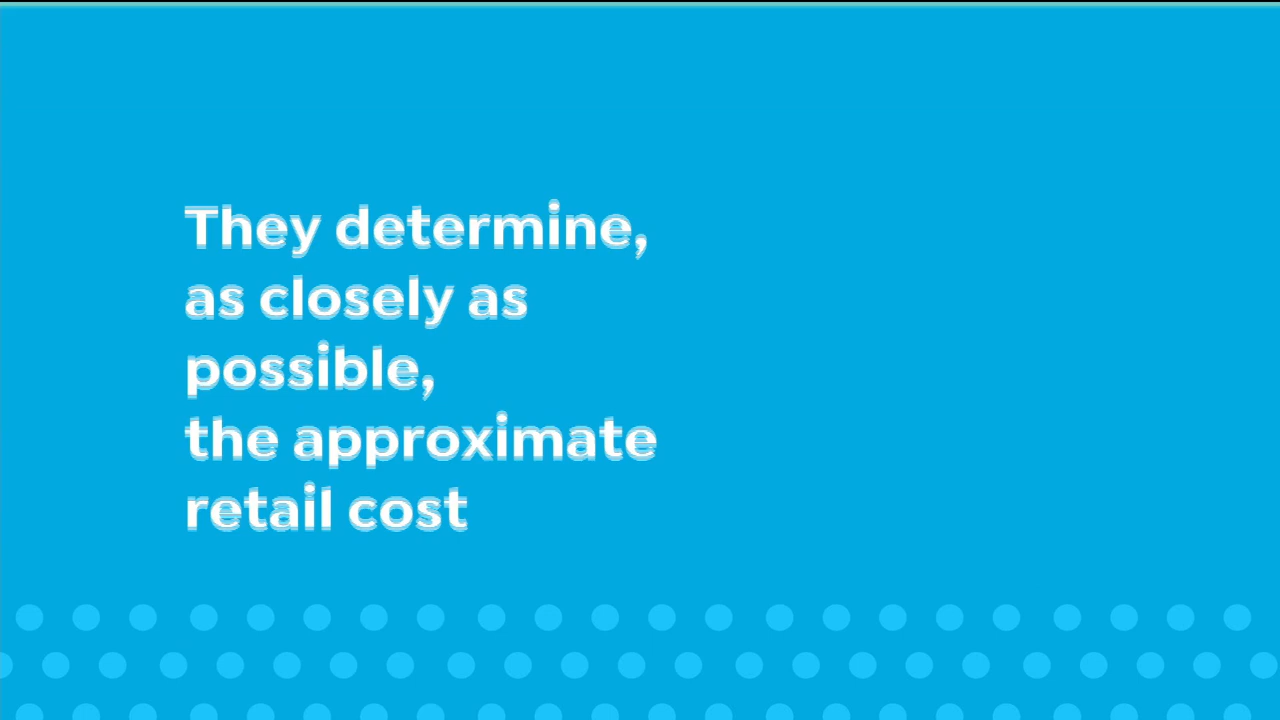 They determine,
as closely as
possible,
the approximate
retail cost